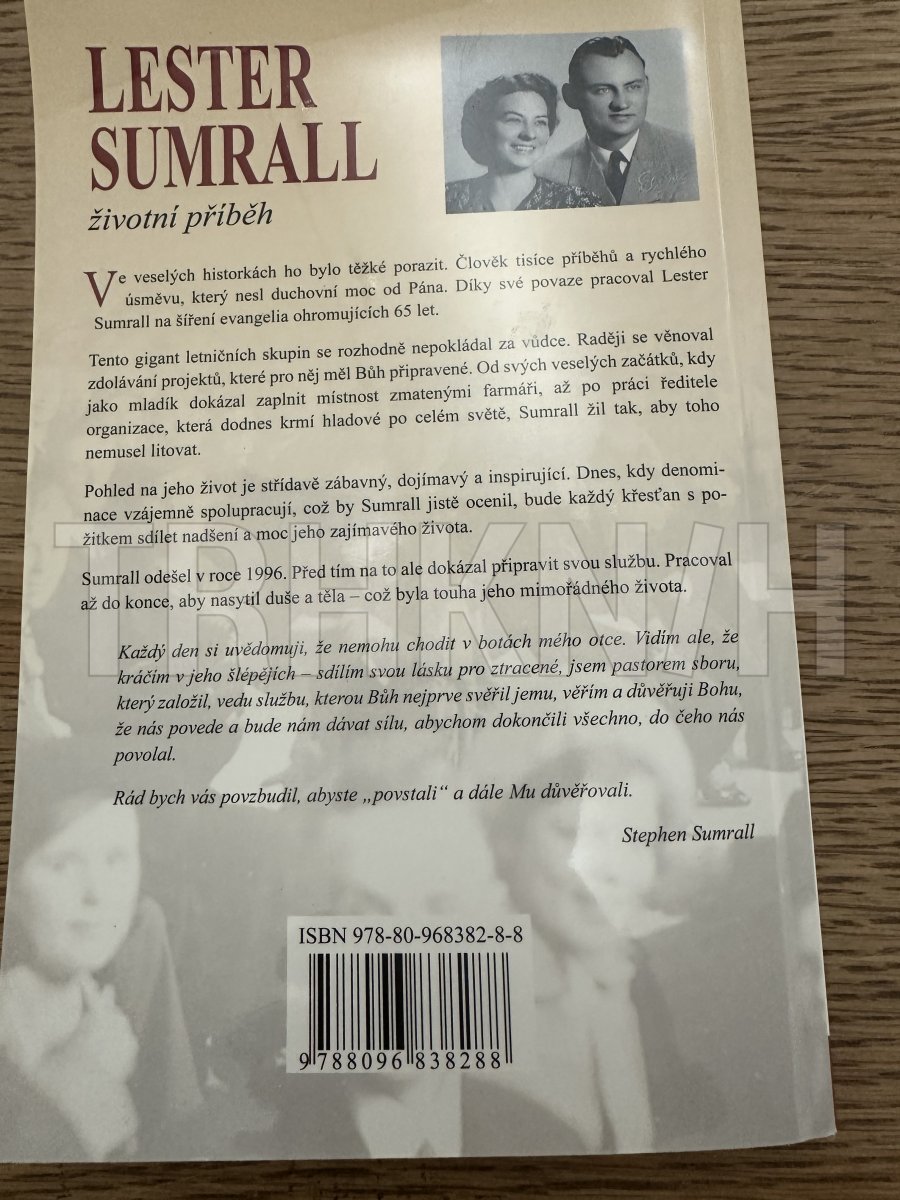 LESTER
SUMRALL
životní příběh
Ve veselých historkách ho bylo těžké porazit. Člověk tisíce příběhů a rychlého
úsměvu, který nesl duchovní moc od Pána. Díky své povaze pracoval Lester
Sumrall na šíření evangelia ohromujících 65 let.
Tento gigant letničních skupin se rozhodně nepokládal za vůdce. Raději se věnoval
zdolávání projektů, které pro něj měl Bůh připravené. Od svých veselých začátků, kdy
jako mladík dokázal zaplnit místnost zmatenými farmáři, až po práci ředitele
organizace, která dodnes krmí hladové po celém světě, Sumrall žil tak, aby toho
nemusel litovat.
Pohled na jeho život je střídavě zábavný, dojímavý a inspirující. Dnes, kdy denomi-
nace vzájemně spolupracují, což by Sumrall jistě ocenil, bude každý křesťan s po-
žitkem sdílet nadšení a moc jeho zajímavého života.
Sumrall odešel v roce 1996. Před tím na to ale dokázal připravit svou službu. Pracoval
až do konce, aby nasytil duše a těla – což byla touha jeho mimořádného života.
Každý den si uvědomuji, že nemohu chodit v botách mého otce. Vidím ale, že
kráčím v jeho šlépějích – sdílím svou lásku pro ztracené, jsem pastorem sboru,
který založil, vedu službu, kterou Bůh nejprve svěřil jemu, věřím a důvěřuji Bohu,
že nás povede a bude nám dávat sílu, abychom dokončili všechno, do čeho nás
povolal.
Rád bych vás povzbudil, abyste „povstali“ a dále Mu důvěřovali.
Stephen Sumrall
ISBN 978-80-968382-8-8
9 788096 838288
TBHKN/H